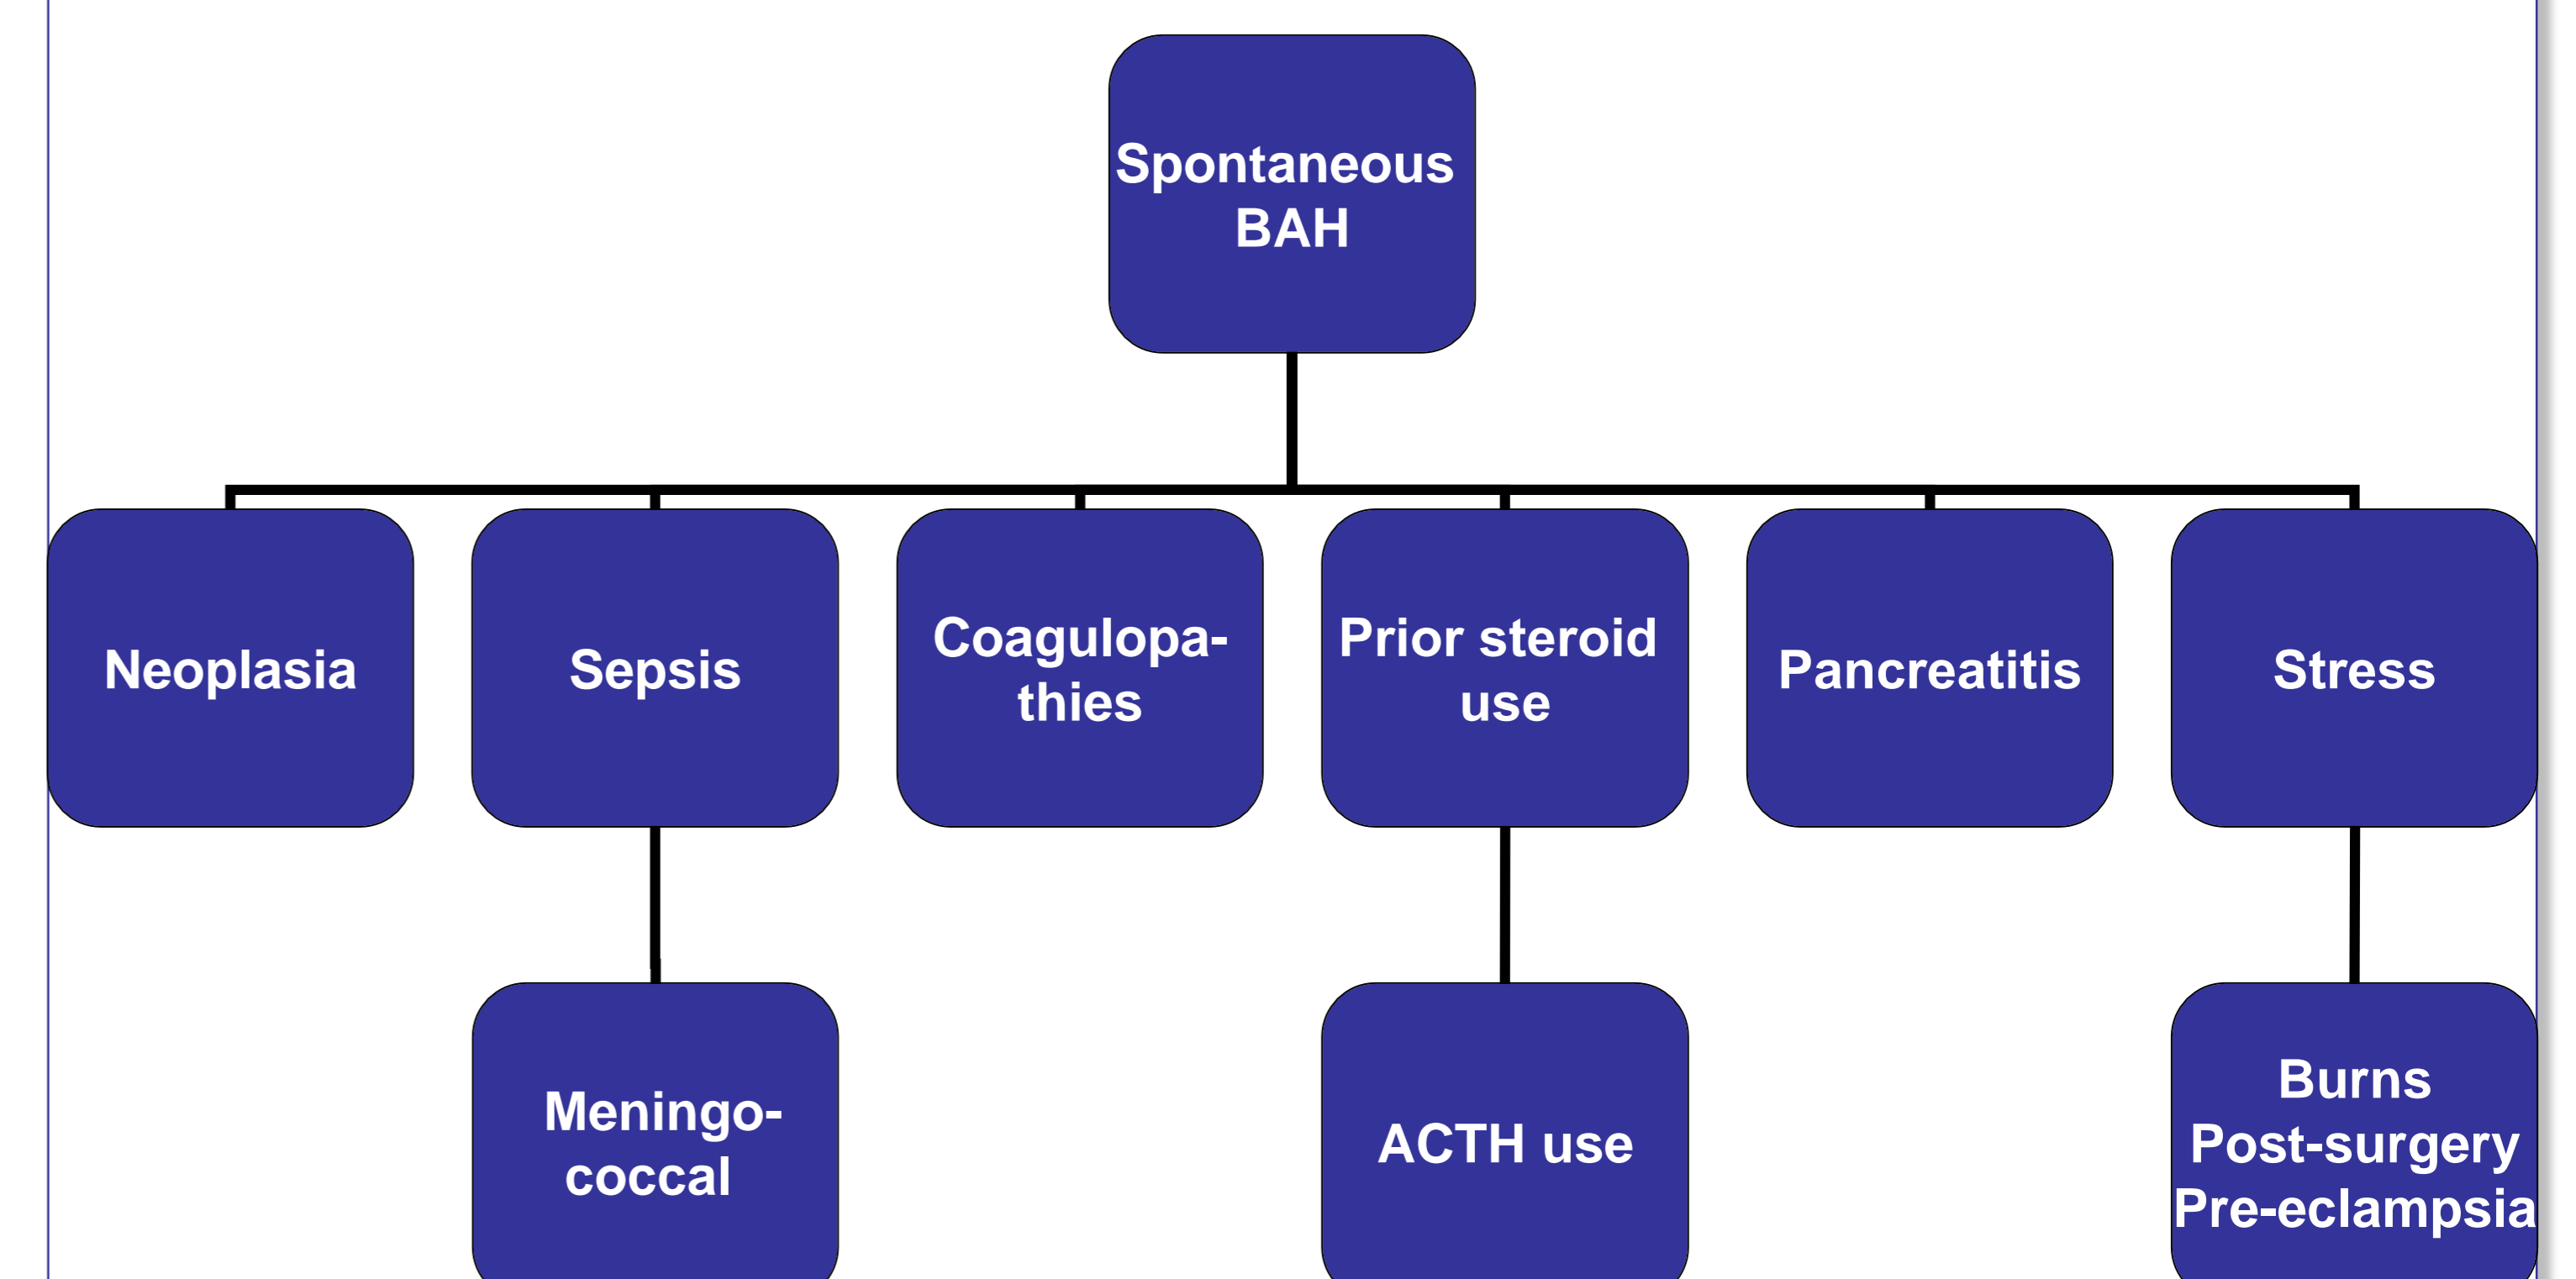 Spontaneous
BAH
Neoplasia
Sepsis
Coagulopa-
thies
Prior steroid
use
Pancreatitis
Stress
Meningo-
coccal
ACTH use
Burns
Post-surgery
Pre-eclampsia